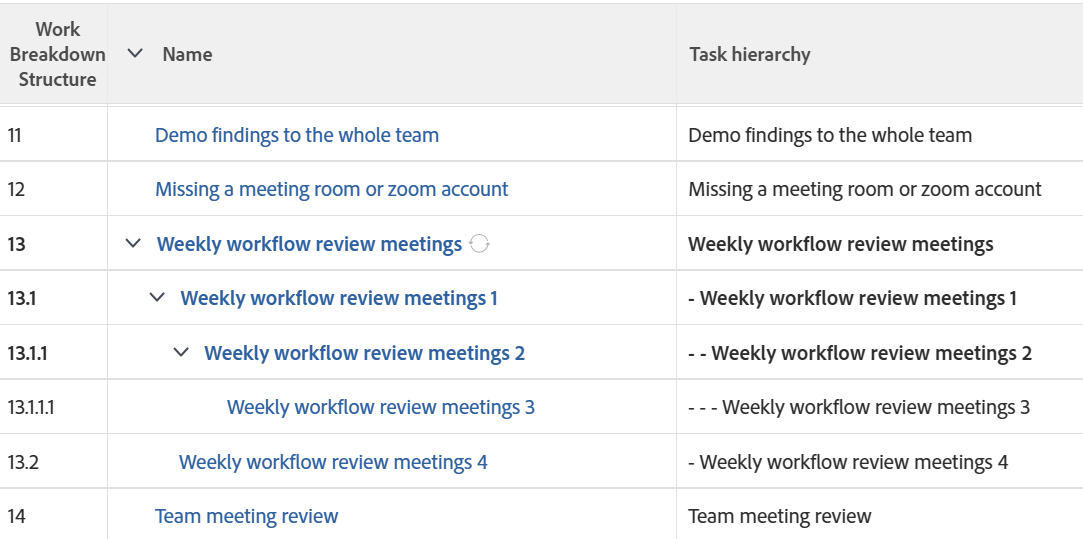 Work Breakdown Structure Name Task hierarchy
11 Demo findings to the whole team Demo findings to the whole team
12 Missing a meeting room or zoom account Missing a meeting room or zoom account
13 Weekly workflow review meetings Weekly workflow review meetings
13.1 Weekly workflow review meetings 1 - Weekly workflow review meetings 1
13.1.1 Weekly workflow review meetings 2 - - Weekly workflow review meetings 2
13.1.1.1 Weekly workflow review meetings 3 - - - Weekly workflow review meetings 3
13.2 Weekly workflow review meetings 4 - Weekly workflow review meetings 4
14 Team meeting review Team meeting review